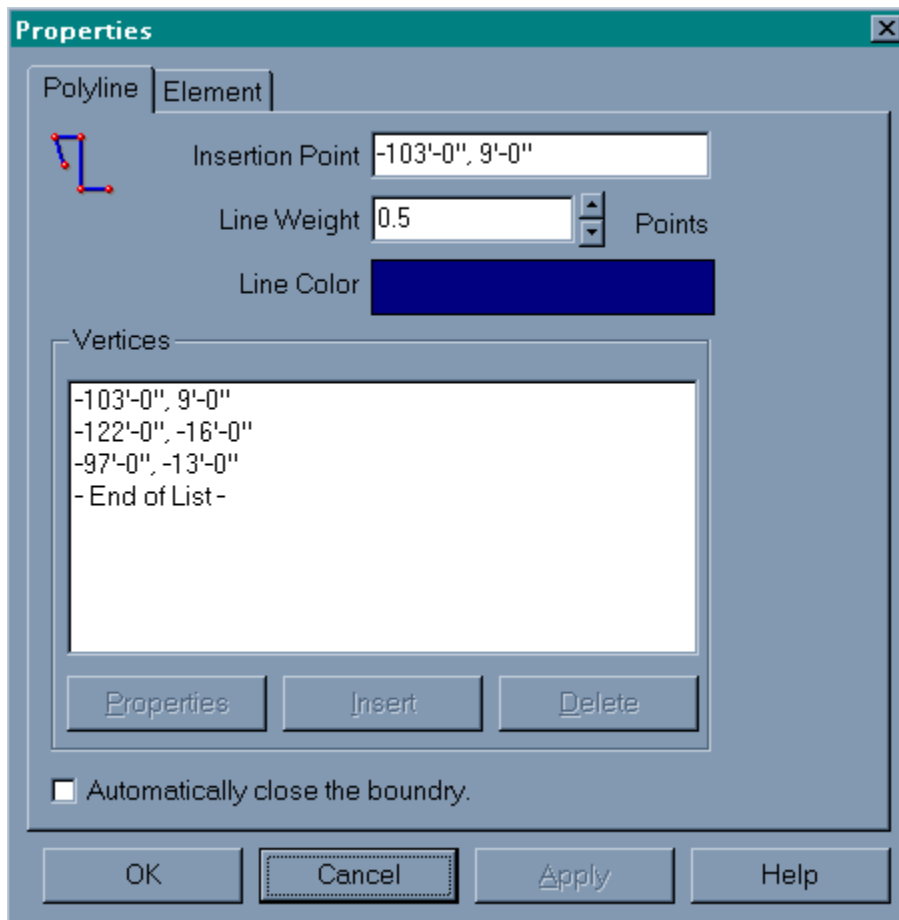 Properties
Polyline Element
Insertion Point -103'-0", 9'-0"
Line Weight 0.5 Points
Line Color
Vertices
-103'-0", 9'-0"
-122'-0", -16'-0"
-97'-0", -13'-0"
- End of List -
Properties Insert Delete
Automatically close the boundry.
OK Cancel Apply Help